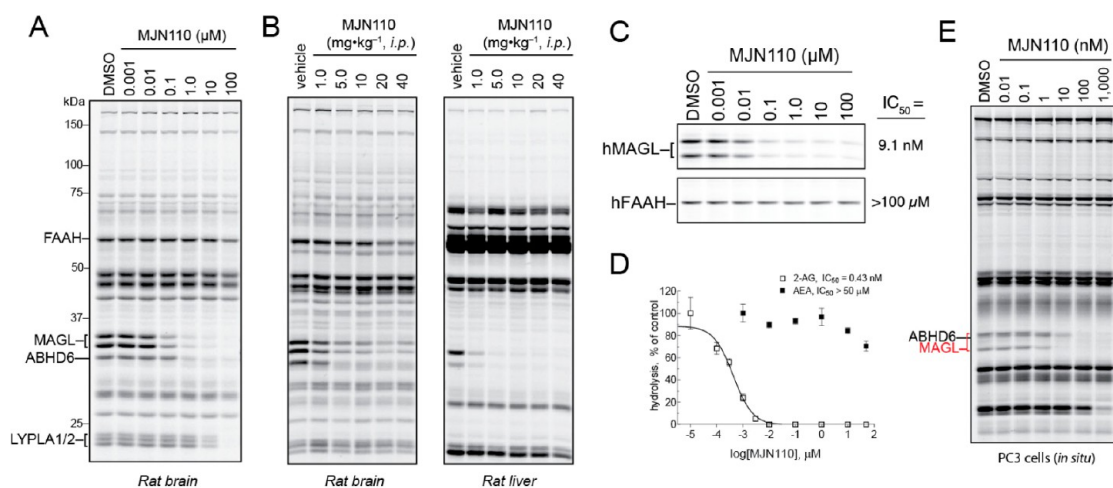 A
MJN110 (µM)
DMSO
0.001
0.01
0.1
1.0
10
100
kDa
150
100
75
FAAH
50
37
MAGL
ABHD6
25
LYPLA1/2
Rat brain
B
MJN110
(mg•kg⁻¹, i.p.)
vehicle
1.0
5.0
10
20
40
Rat brain
MJN110
(mg•kg⁻¹, i.p.)
vehicle
1.0
5.0
10
20
40
Rat liver
C
MJN110 (µM)
DMSO
0.001
0.01
0.1
1.0
10
100
IC50 =
hMAGL
9.1 nM
hFAAH
>100 µM
D
2-AG, IC50 = 0.43 nM
AEA, IC50 > 50 µM
hydrolysis, % of control
120
100
80
60
40
20
0
-5 -4 -3 -2 -1 0 1 2
log[MJN110], µM
E
MJN110 (nM)
DMSO
0.01
0.1
1
10
100
1,000
ABHD6
MAGL
PC3 cells (in situ)